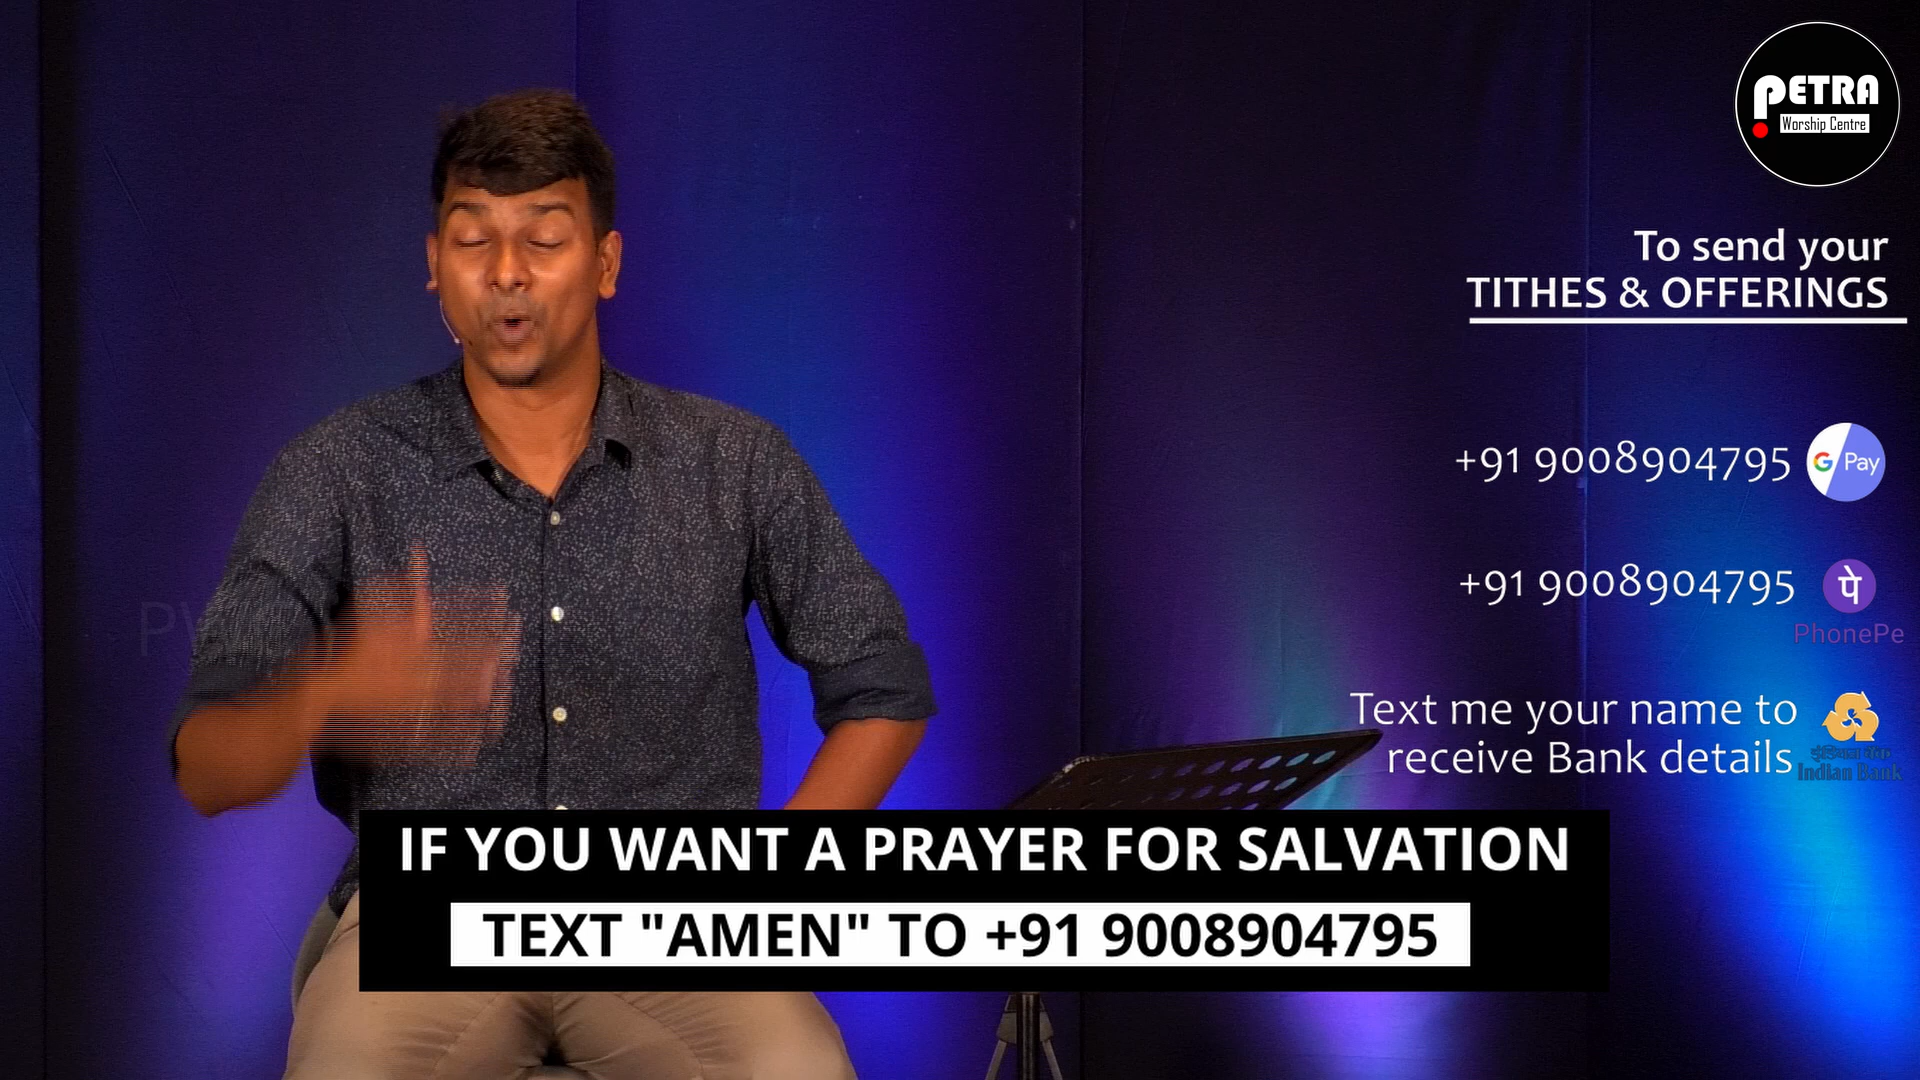 PETRA
Worship Centre
To send your
TITHES & OFFERINGS
+91 9008904795
G Pay
+91 9008904795
पे
PhonePe
Text me your name to
receive Bank details
इंडियन बैंक
Indian Bank
IF YOU WANT A PRAYER FOR SALVATION
TEXT "AMEN" TO +91 9008904795